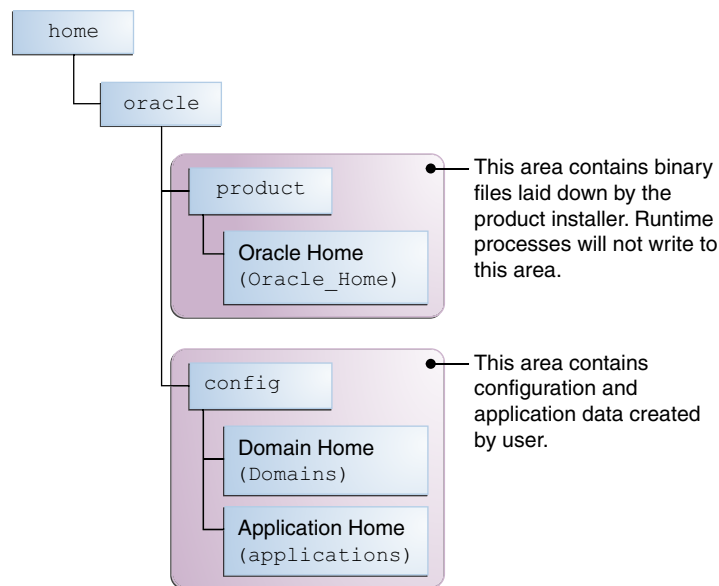 home
oracle
product
Oracle Home
(Oracle_Home)
This area contains binary
files laid down by the
product installer. Runtime
processes will not write to
this area.
config
Domain Home
(Domains)
Application Home
(applications)
This area contains
configuration and
application data created
by user.